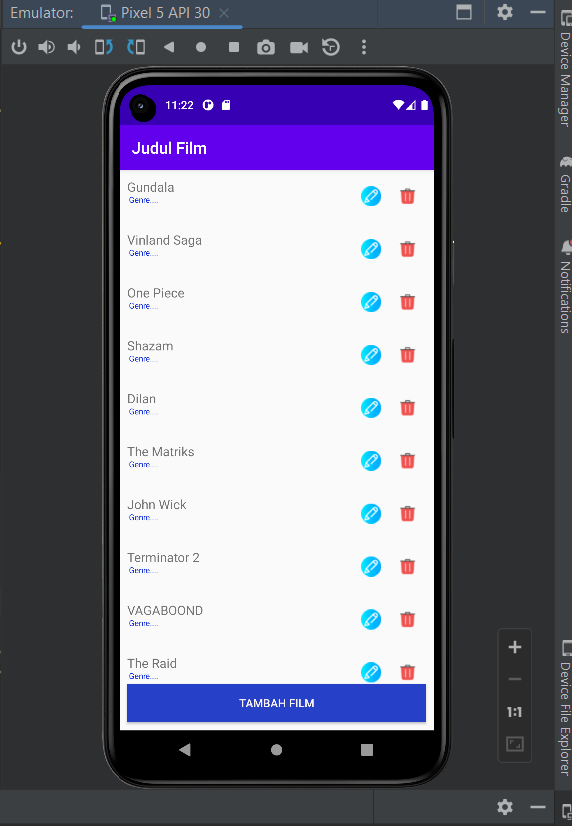 Emulator:
Pixel 5 API 30
11:22
Judul Film
Gundala
Genre....
Vinland Saga
Genre....
One Piece
Genre....
Shazam
Genre....
Dilan
Genre....
The Matriks
Genre....
John Wick
Genre....
Terminator 2
Genre....
VAGABOOND
Genre....
The Raid
Genre....
TAMBAH FILM
Device Manager
Gradle
Notifications
1:1
Device File Explorer